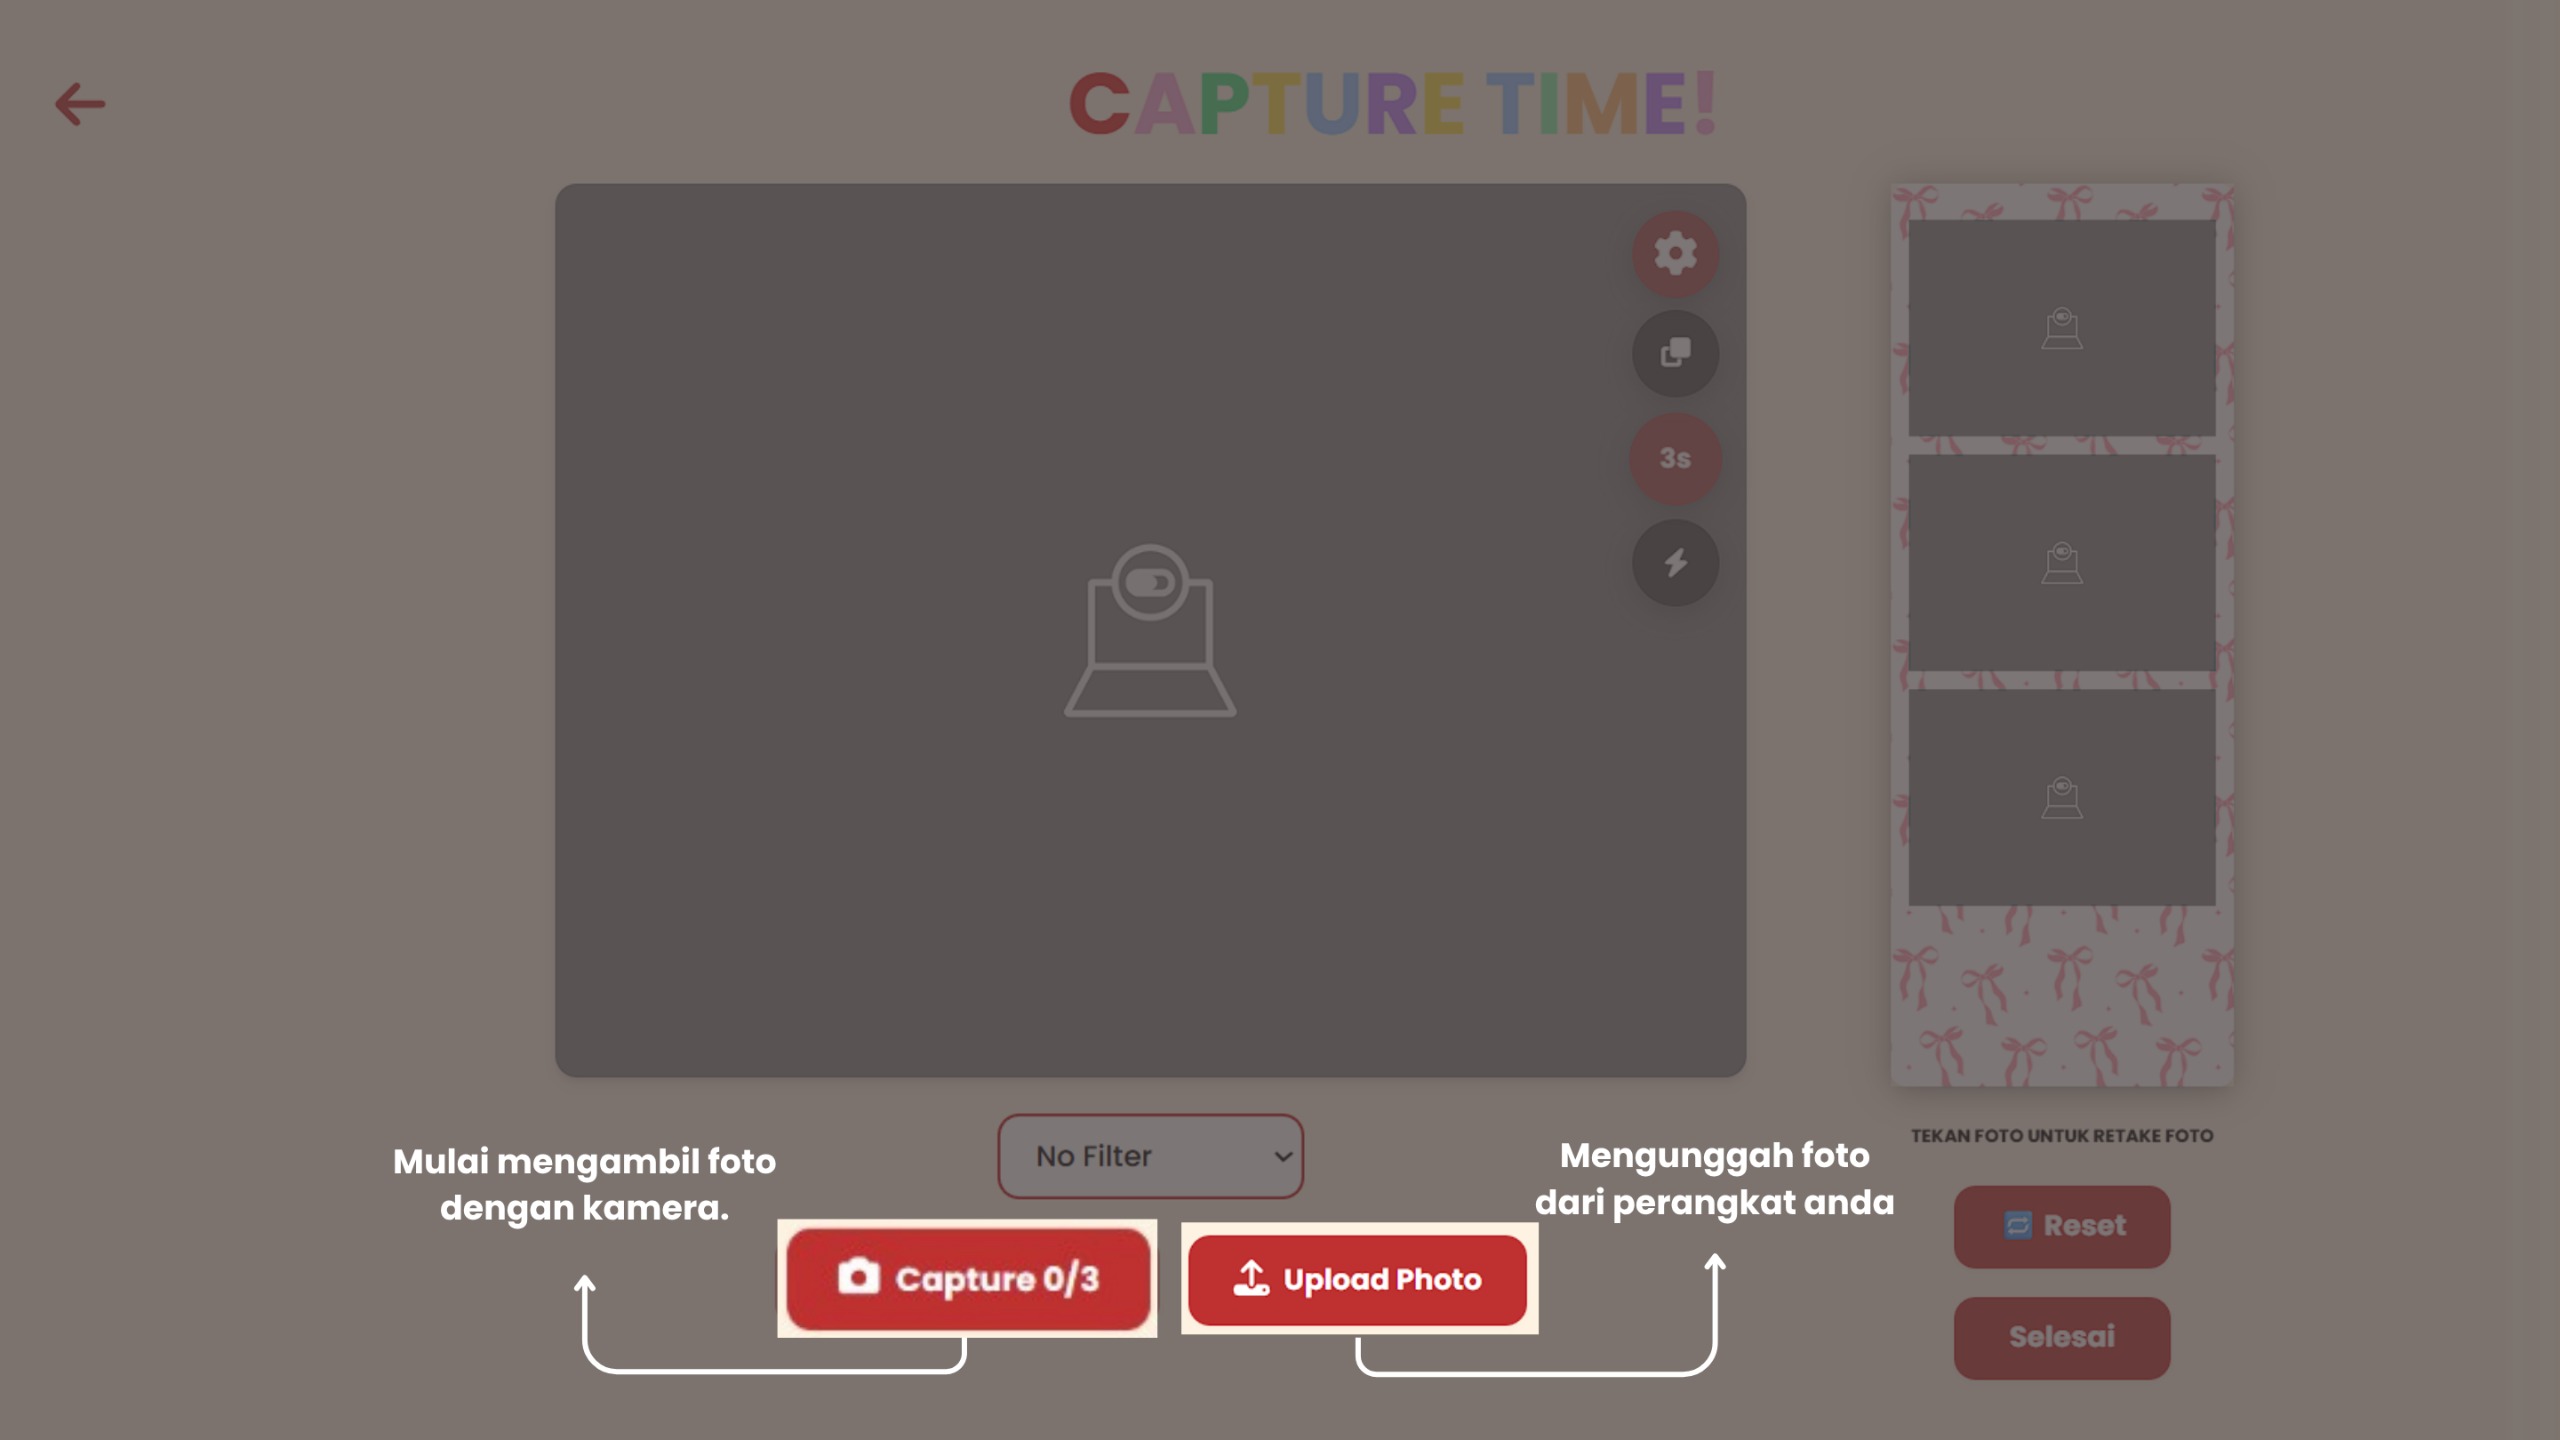 CAPTURE TIME!
3s
No Filter
Mulai mengambil foto
dengan kamera.
Capture 0/3
Upload Photo
Mengunggah foto
dari perangkat anda
TEKAN FOTO UNTUK RETAKE FOTO
Reset
Selesai